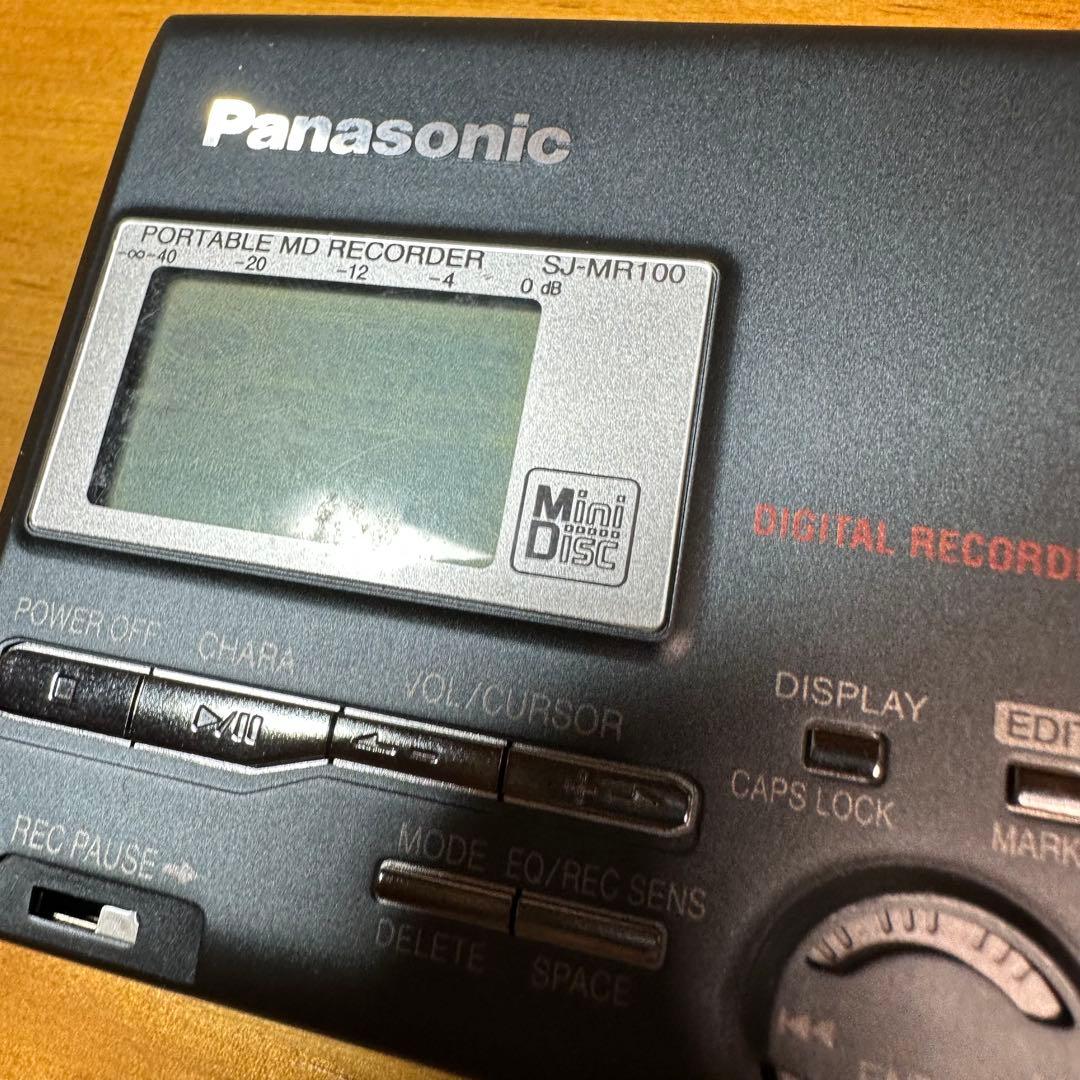 Panasonic
PORTABLE MD RECORDER
SJ-MR100
-∞ -40 -20 -12 -4 0 dB
Mini
Disc
DIGITAL RECORD
POWER OFF
CHARA
VOL/CURSOR
DISPLAY
EDIT
CAPS LOCK
MARK
REC PAUSE
MODE
EQ/REC SENS
DELETE
SPACE